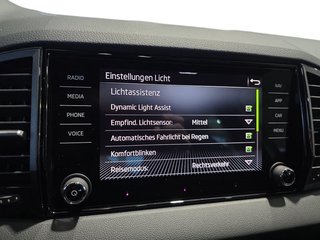 Einstellungen Licht
RADIO
MEDIA
PHONE
VOICE
Lichtassistenz
Dynamic Light Assist
Empfind. Lichtsensor: Mittel
Automatisches Fahrlicht bei Regen
Komfortblinken
Reisemodus: Rechtsverkehr
NAV
APP
CAR
MENU